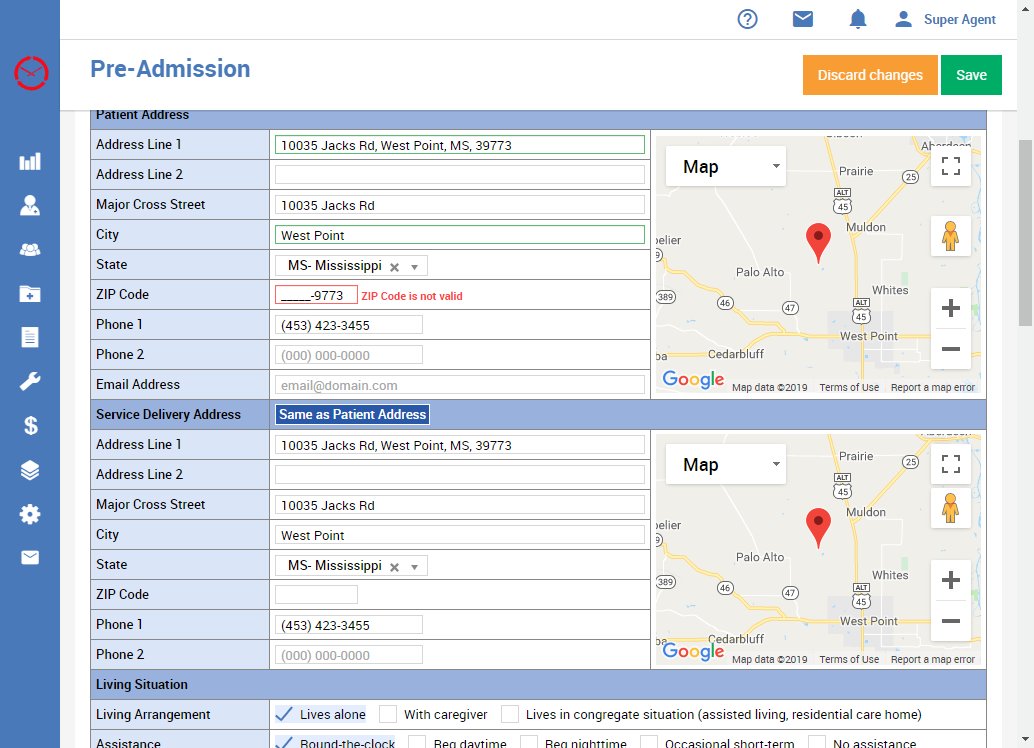 Super Agent
Pre-Admission
Discard changes
Save
Patient Address
Address Line 1
10035 Jacks Rd, West Point, MS, 39773
Address Line 2
Major Cross Street
10035 Jacks Rd
City
West Point
State
MS- Mississippi
ZIP Code
_____-9773
ZIP Code is not valid
Phone 1
(453) 423-3455
Phone 2
(000) 000-0000
Email Address
email@domain.com
Map
Prairie
25
ALT
45
Muldon
Palo Alto
Whites
389
46
47
ALT
45
West Point
Cedarbluff
Google
Map data ©2019
Terms of Use
Report a map error
Service Delivery Address
Same as Patient Address
Address Line 1
10035 Jacks Rd, West Point, MS, 39773
Address Line 2
Major Cross Street
10035 Jacks Rd
City
West Point
State
MS- Mississippi
ZIP Code
Phone 1
(453) 423-3455
Phone 2
(000) 000-0000
Map
Prairie
25
ALT
45
Muldon
Palo Alto
Whites
389
46
47
ALT
45
West Point
Cedarbluff
Google
Map data ©2019
Terms of Use
Report a map error
Living Situation
Living Arrangement
Lives alone
With caregiver
Lives in congregate situation (assisted living, residential care home)
Assistance
Round-the-clock
Reg daytime
Reg nighttime
Occasional short-term
No assistance